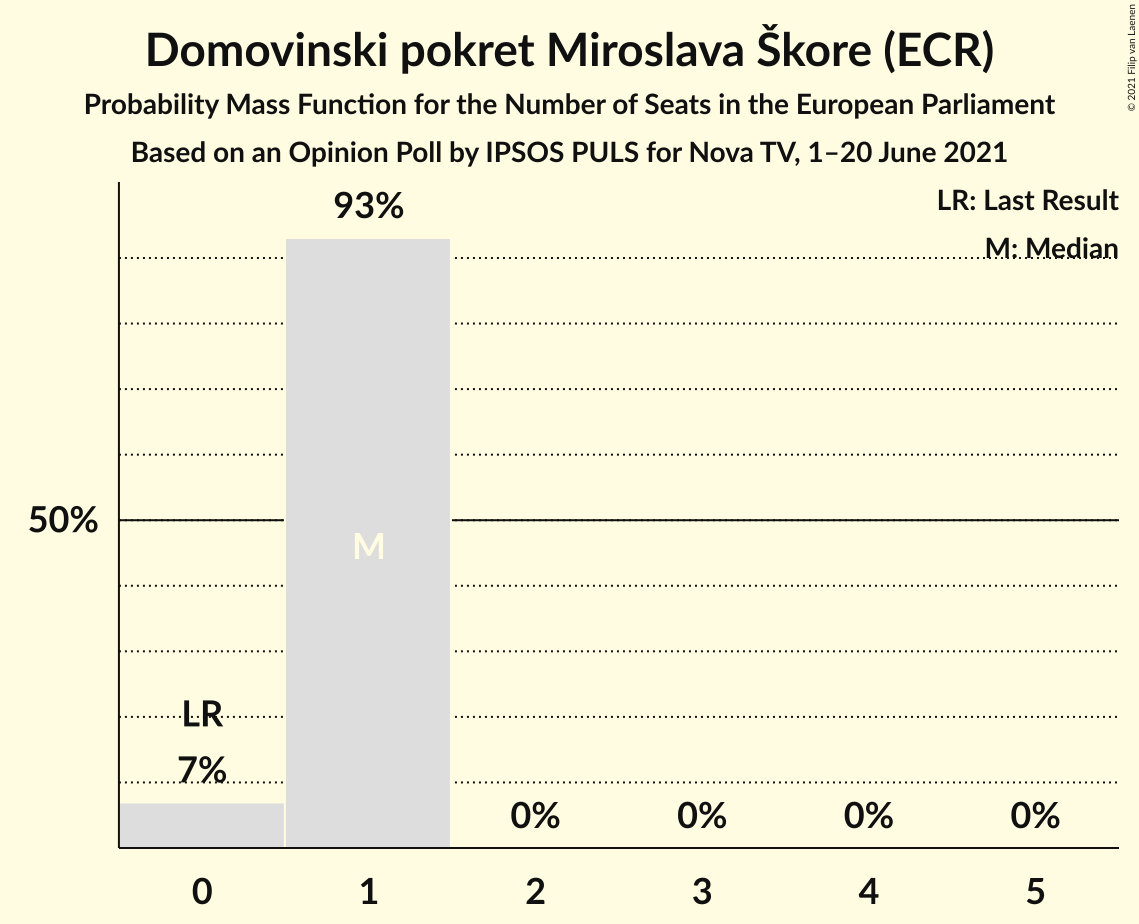 Domovinski pokret Miroslava Škore (ECR)
Probability Mass Function for the Number of Seats in the European Parliament
Based on an Opinion Poll by IPSOS PULS for Nova TV, 1–20 June 2021
© 2021 Filip van Laenen
LR: Last Result
M: Median
93%
50%
M
LR
7%
0% 0% 0% 0%
0 1 2 3 4 5